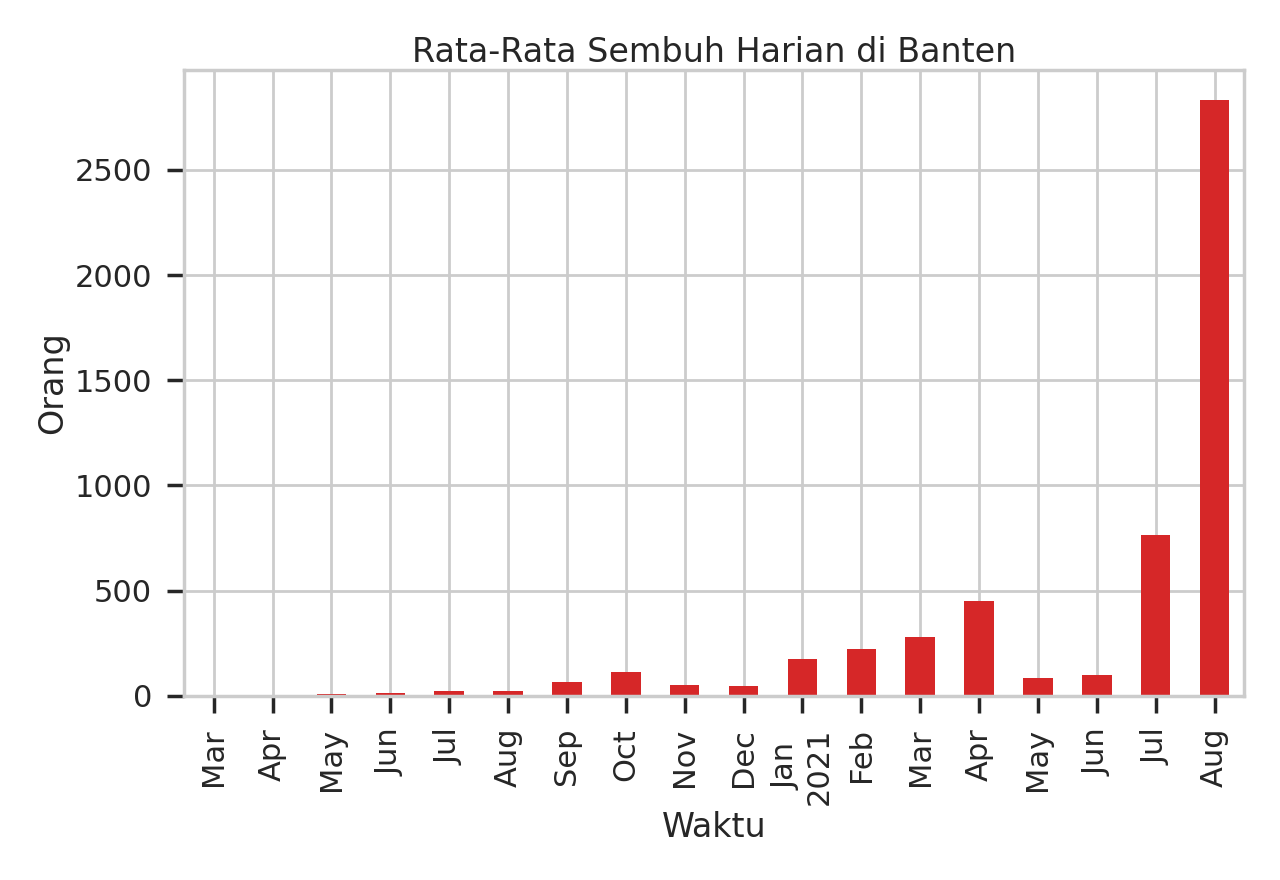 Rata-Rata Sembuh Harian di Banten
Orang
2500
2000
1500
1000
500
0
Mar
Apr
May
Jun
Jul
Aug
Sep
Oct
Nov
Dec
Jan
2021
Feb
Mar
Apr
May
Jun
Jul
Aug
Waktu